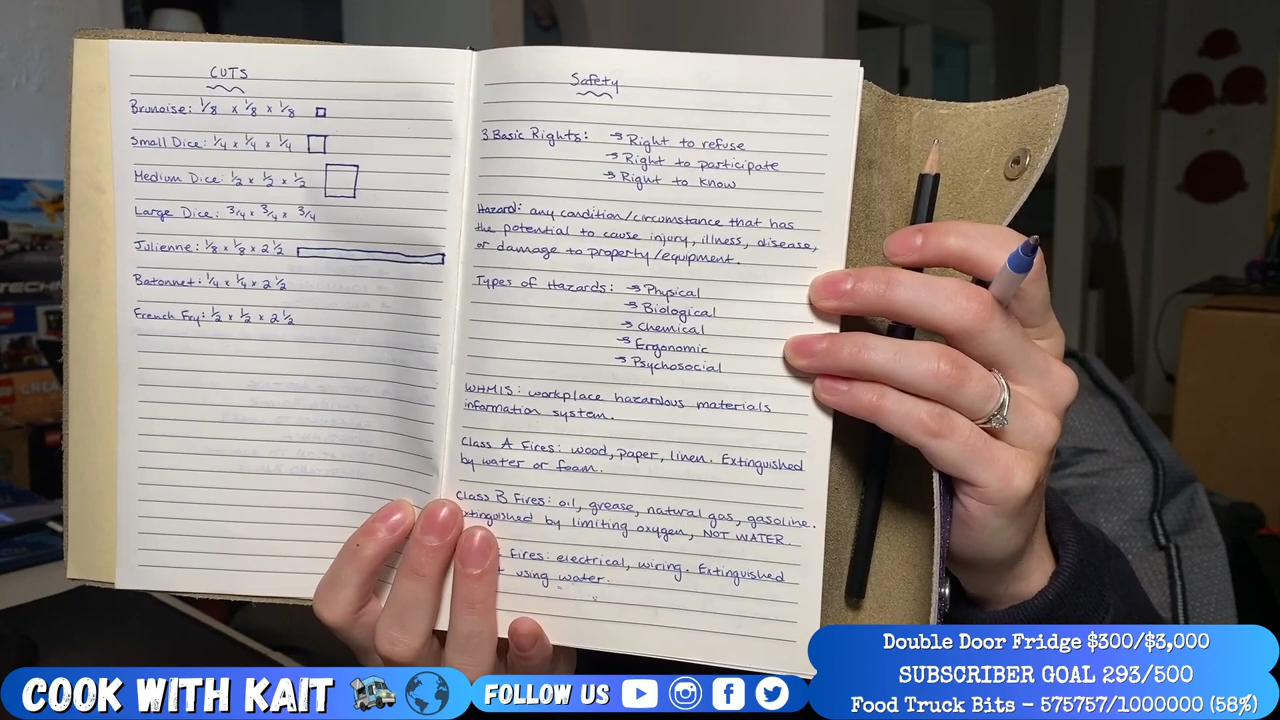 CUTS
Brunoise: 1/8 x 1/8 x 1/8
Small Dice: 1/4 x 1/4 x 1/4
Medium Dice: 1/2 x 1/2 x 1/2
Large Dice: 3/4 x 3/4 x 3/4
Julienne: 1/8 x 1/8 x 2 1/2
Batonnet: 1/4 x 1/4 x 2 1/2
French Fry: 1/2 x 1/2 x 2 1/2
Safety
3 Basic Rights: → Right to refuse
→ Right to participate
→ Right to know
Hazard: any condition/circumstance that has
the potential to cause injury, illness, disease,
or damage to property/equipment.
Types of Hazards: → Physical
→ Biological
→ Chemical
→ Ergonomic
→ Psychosocial
WHMIS: workplace hazardous materials
information system.
Class A Fires: wood, paper, linen. Extinguished
by water or foam.
Class B Fires: oil, grease, natural gas, gasoline.
Extinguished by limiting oxygen, NOT WATER.
Fires: electrical, wiring. Extinguished
using water.
TECHN
CREA
COOK WITH KAIT
FOLLOW US
Double Door Fridge $300/$3,000
SUBSCRIBER GOAL 293/500
Food Truck Bits - 575757/1000000 (58%)